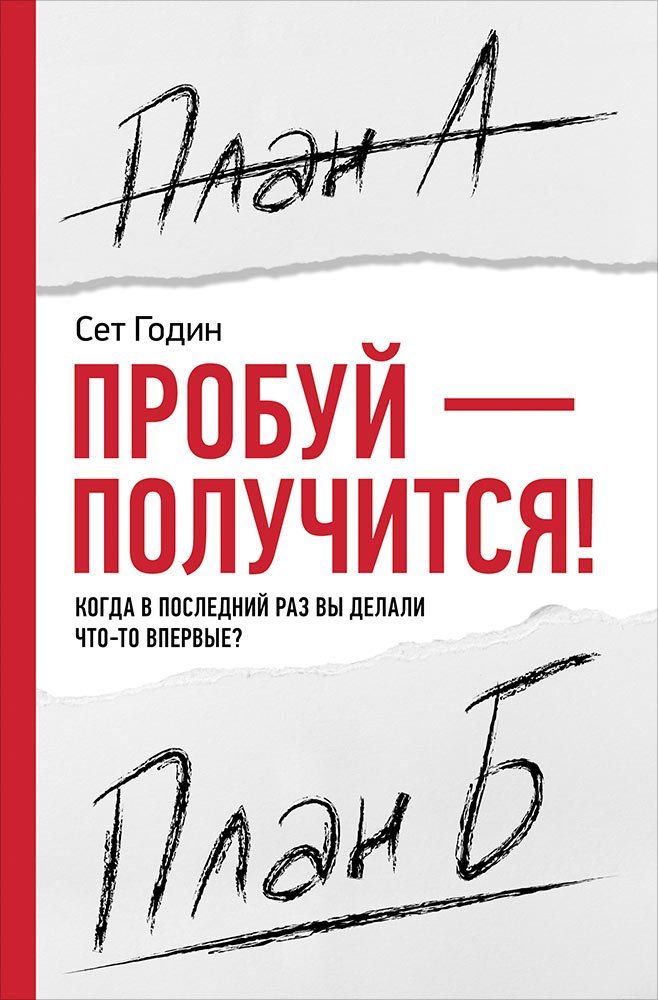 План А
Сет Годин
ПРОБУЙ —
ПОЛУЧИТСЯ!
КОГДА В ПОСЛЕДНИЙ РАЗ ВЫ ДЕЛАЛИ
ЧТО-ТО ВПЕРВЫЕ?
План Б